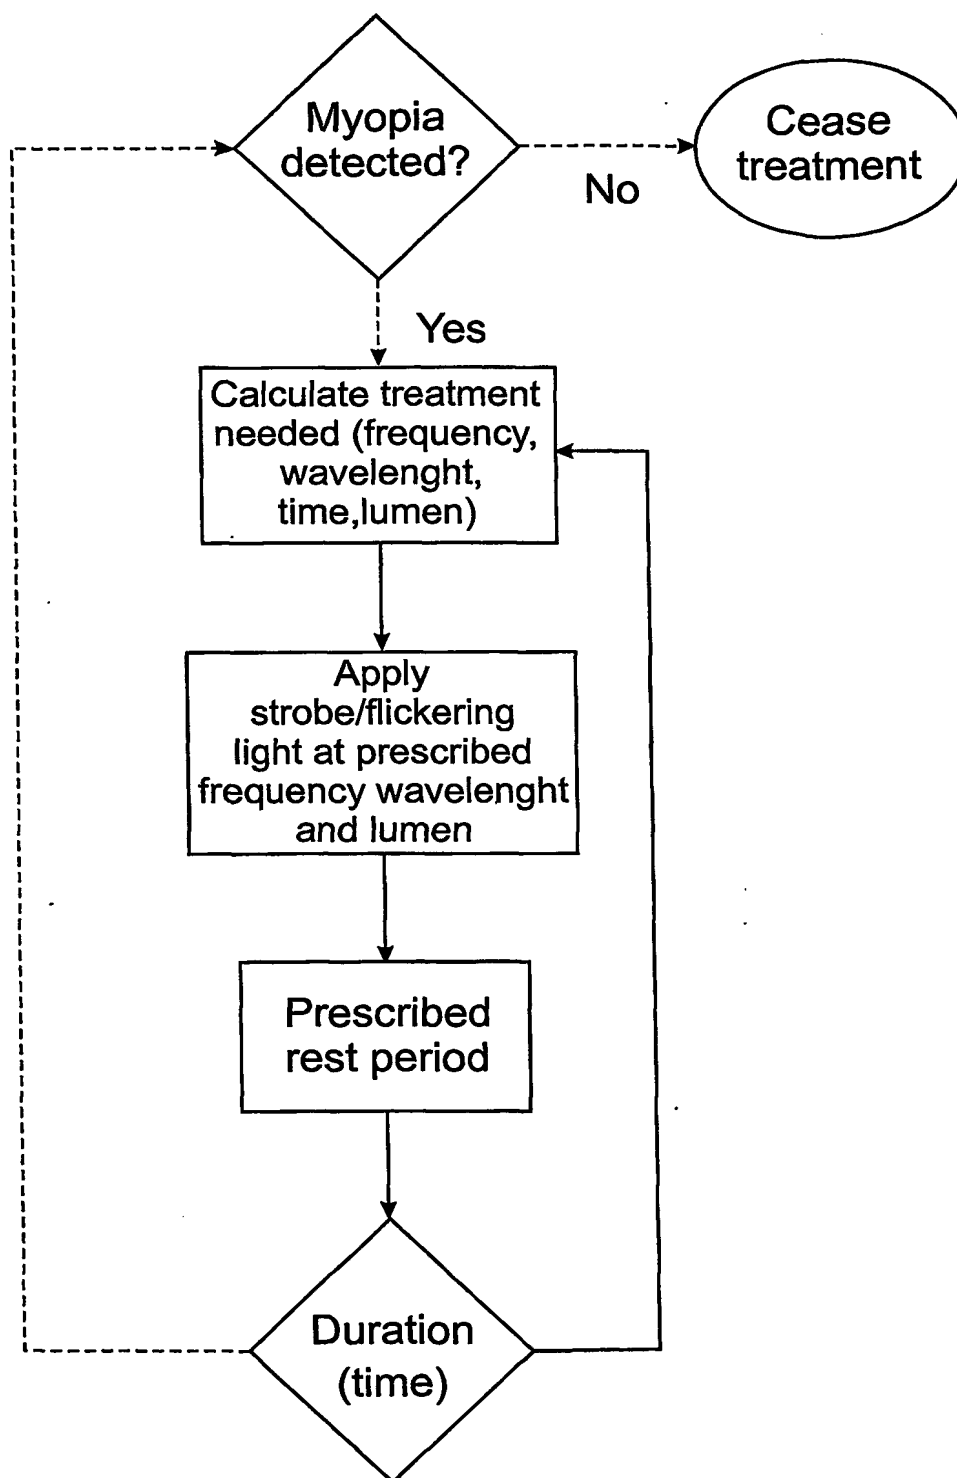 Myopia
detected?
Cease
treatment
No
Yes
Calculate treatment
needed (frequency,
wavelenght,
time,lumen)
Apply
strobe/flickering
light at prescribed
frequency wavelenght
and lumen
Prescribed
rest period
Duration
(time)